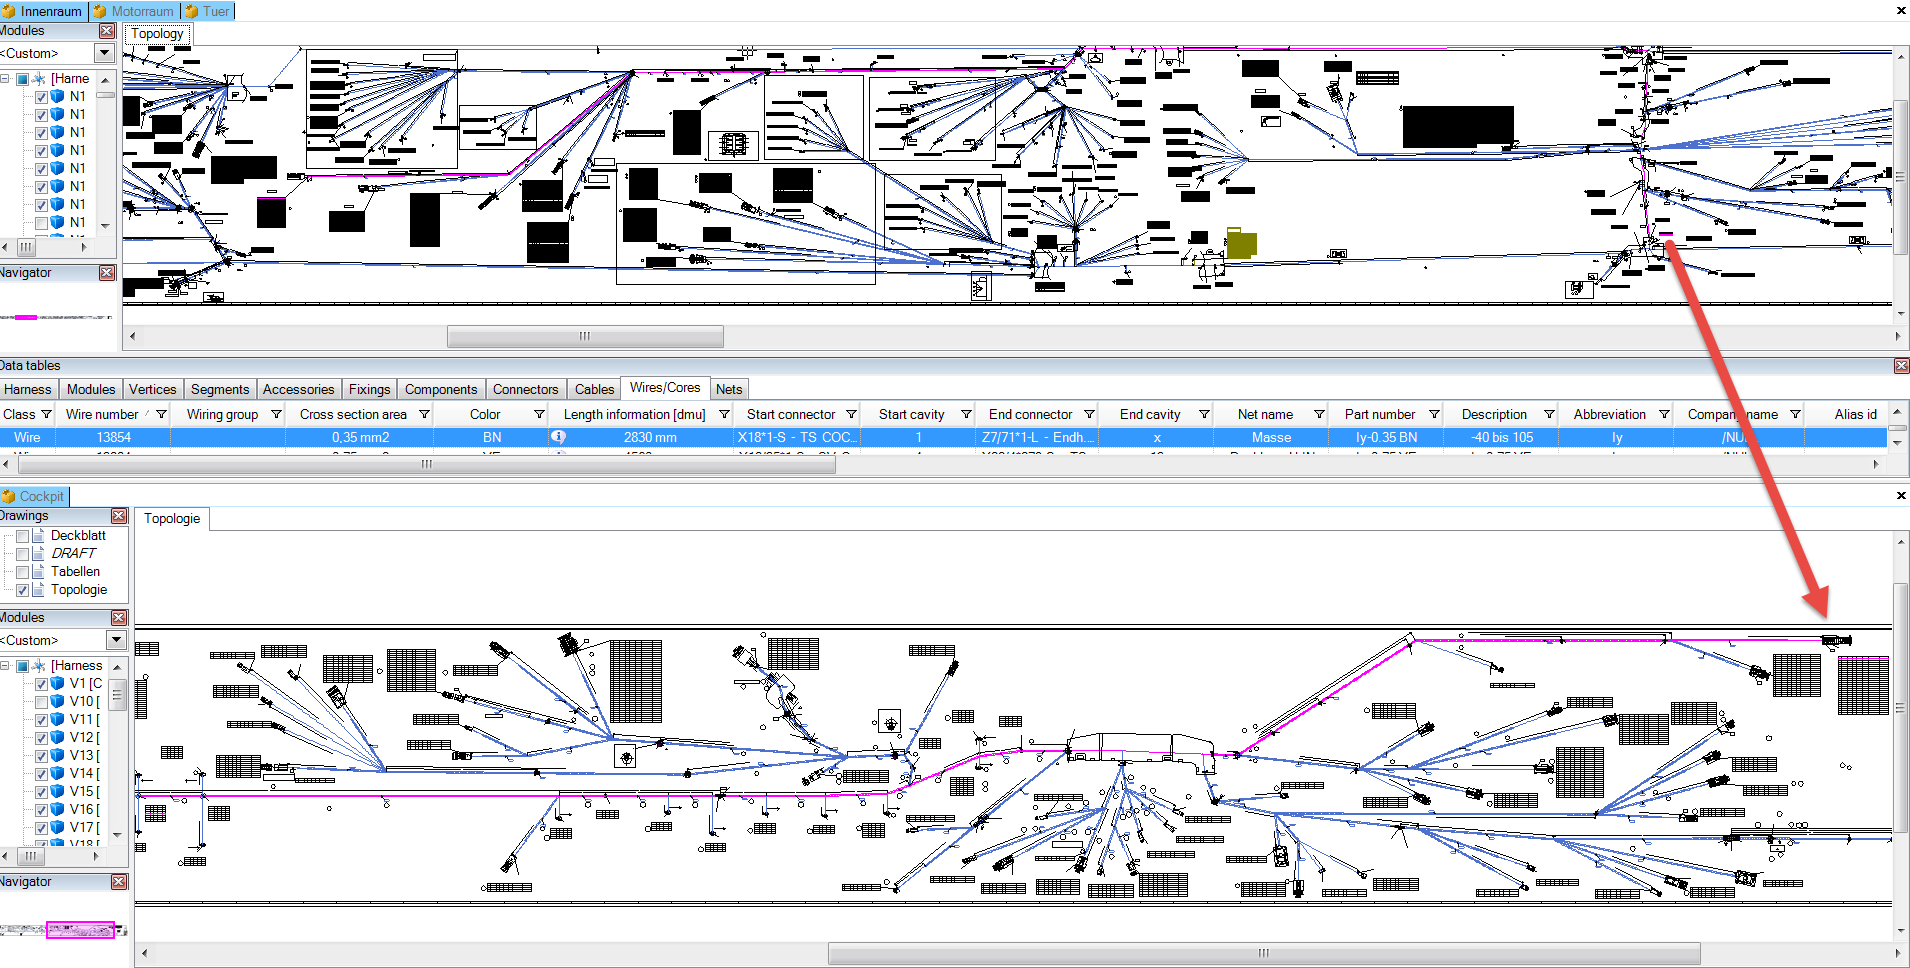 Innenraum Motorraum Tuer
Modules
Topology
<Custom>
[Harne
N1
N1
N1
N1
N1
N1
N1
N1
Navigator
Data tables
Harness Modules Vertices Segments Accessories Fixings Components Connectors Cables Wires/Cores Nets
Class Wire number Wiring group Cross section area Color Length information [dmu] Start connector Start cavity End connector End cavity Net name Part number Description Abbreviation Company name Alias id
Wire 13854 0,35 mm2 BN 2830 mm X18*1-S - TS COC... 1 Z7/71*1-L - Endh... x Masse ly-0.35 BN -40 bis 105 ly /NU
Cockpit
Drawings
Topologie
Deckblatt
DRAFT
Tabellen
Topologie
Modules
<Custom>
[Harness
V1 [C
V10 [
V11 [
V12 [
V13 [
V14 [
V15 [
V16 [
V17 [
V18 [
Navigator